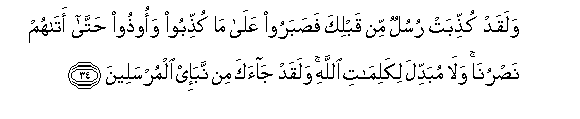 وَلَقَدْ كُذِّبَتْ رُسُلٌ مِّن قَبْلِكَ فَصَبَرُوا۟ عَلَىٰ مَا كُذِّبُوا۟ وَأُوذُوا۟ حَتَّىٰٓ أَتَىٰهُمْ
نَصْرُنَا ۚ وَلَا مُبَدِّلَ لِكَلِمَـٰتِ ٱللَّهِ ۚ وَلَقَدْ جَآءَكَ مِن نَّبَإِى۟ ٱلْمُرْسَلِينَ ﴿٣٤﴾